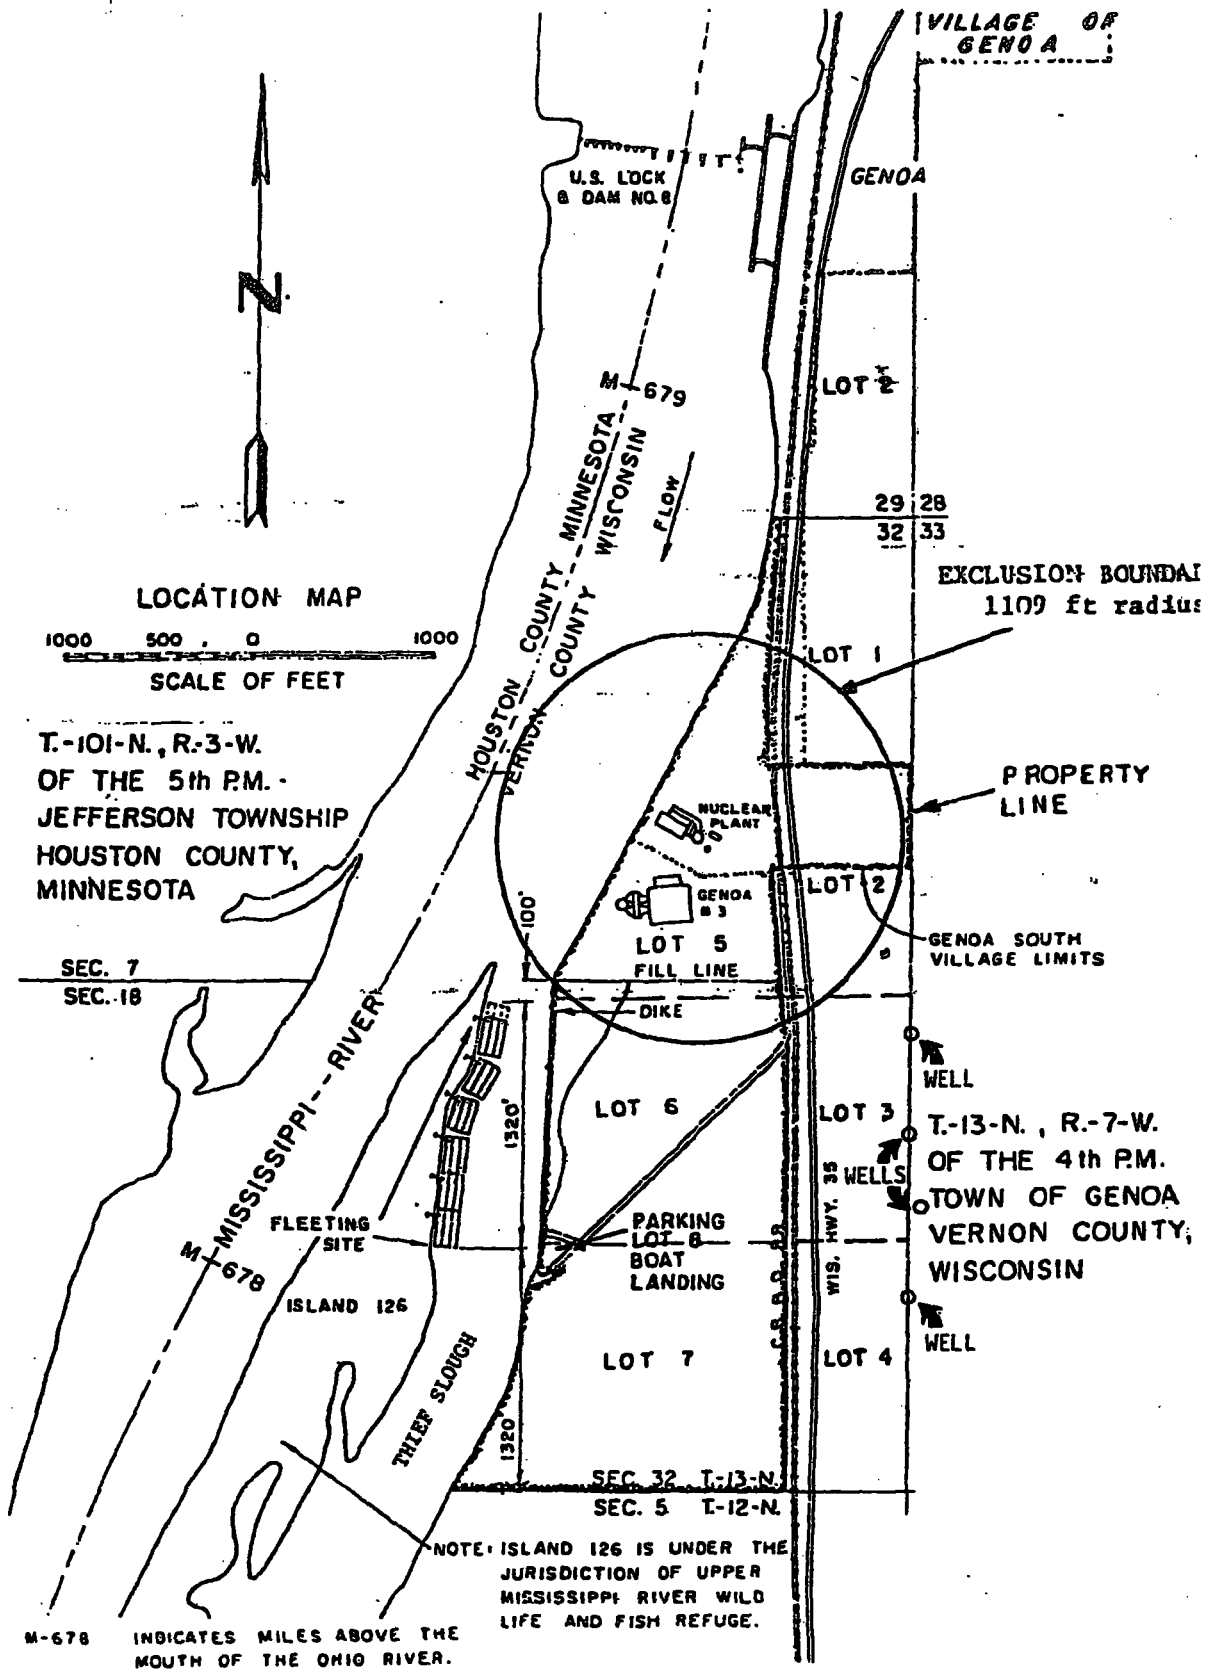 VILLAGE OF
GENOA
U.S. LOCK
& DAM NO. 8
GENOA
N
M 679
LOT 2
HOUSTON COUNTY MINNESOTA
VERNON COUNTY WISCONSIN
FLOW
29 28
32 33
EXCLUSION BOUNDAI
1109 ft radius
LOCATION MAP
1000 500 0 1000
SCALE OF FEET
LOT 1
T.-101-N., R.-3-W.
OF THE 5th P.M.
JEFFERSON TOWNSHIP
HOUSTON COUNTY,
MINNESOTA
PROPERTY
LINE
NUCLEAR
PLANT
LOT 2
GENOA
#3
100'
LOT 5
FILL LINE
GENOA SOUTH
VILLAGE LIMITS
SEC. 7
SEC. 18
DIKE
WELL
MISSISSIPPI--RIVER
1320'
LOT 6
LOT 3
T.-13-N., R.-7-W.
OF THE 4th P.M.
TOWN OF GENOA
VERNON COUNTY,
WISCONSIN
WELLS
WIS. HWY. 35
FLEETING
SITE
PARKING
LOT 8
BOAT
LANDING
M 678
ISLAND 126
WELL
LOT 7
LOT 4
THIEF SLOUGH
1320'
SEC. 32 T.-13-N.
SEC. 5 T.-12-N.
NOTE: ISLAND 126 IS UNDER THE
JURISDICTION OF UPPER
MISSISSIPPI RIVER WILD
LIFE AND FISH REFUGE.
M-678 INDICATES MILES ABOVE THE
MOUTH OF THE OHIO RIVER.